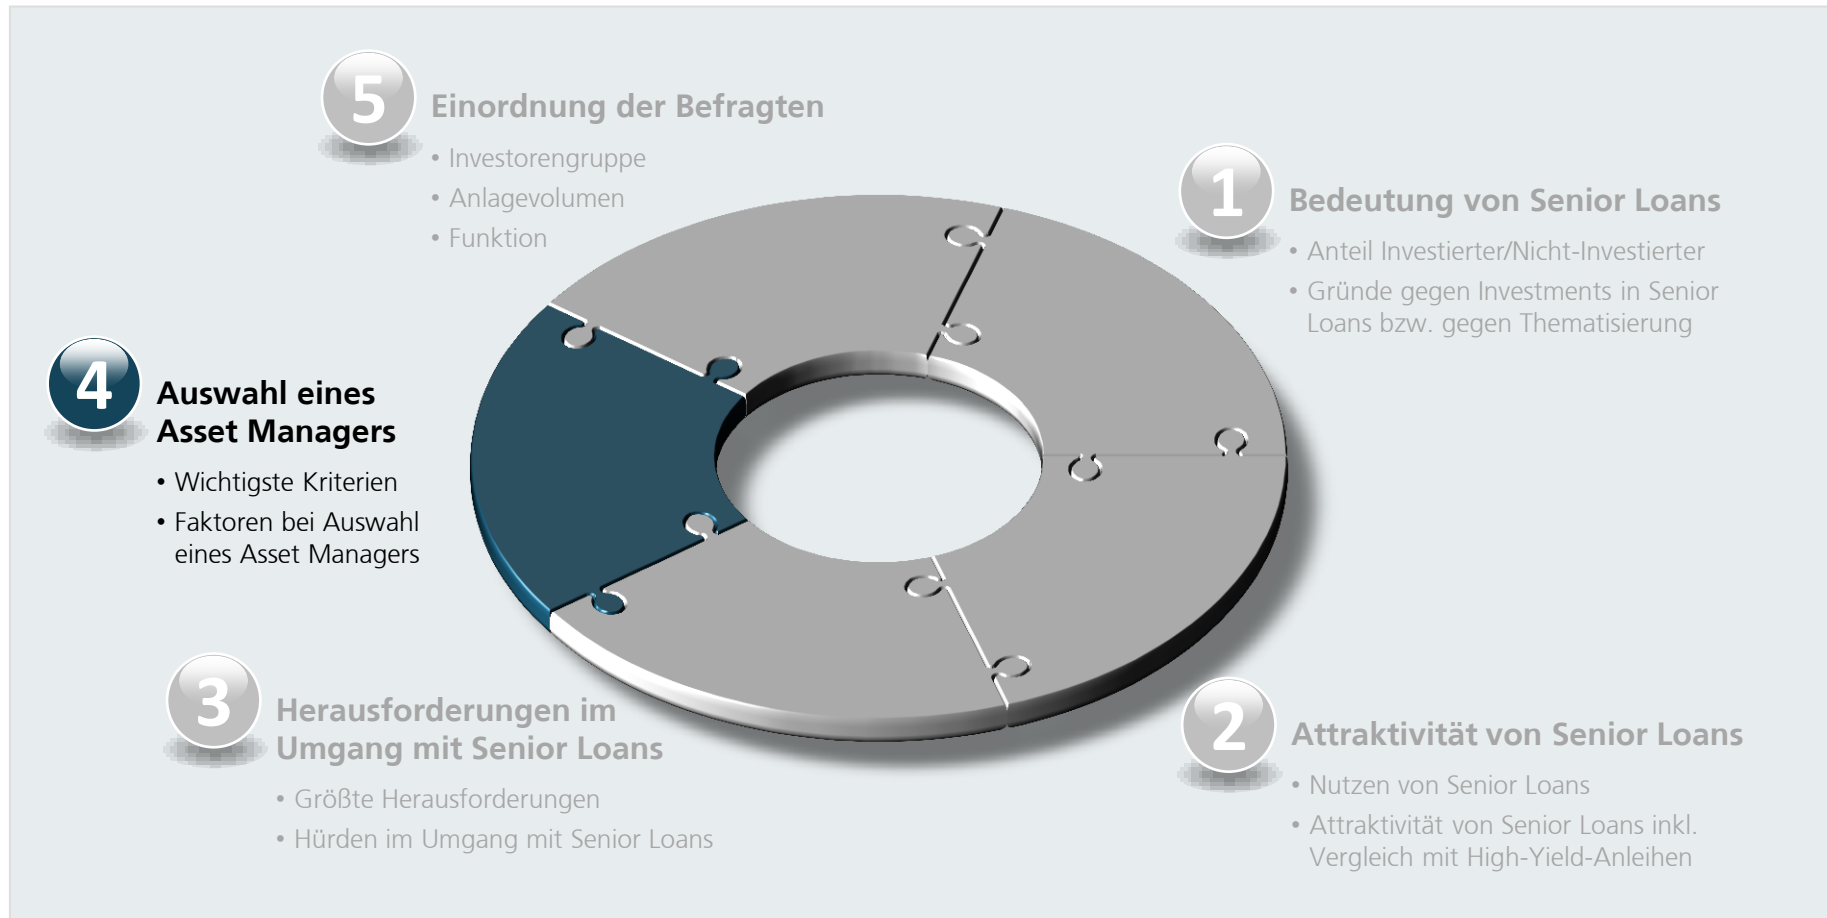 5
Einordnung der Befragten
• Investorengruppe
• Anlagevolumen
• Funktion
1
Bedeutung von Senior Loans
• Anteil Investierter/Nicht-Investierter
• Gründe gegen Investments in Senior
Loans bzw. gegen Thematisierung
4
Auswahl eines
Asset Managers
• Wichtigste Kriterien
• Faktoren bei Auswahl
eines Asset Managers
3
Herausforderungen im
Umgang mit Senior Loans
• Größte Herausforderungen
• Hürden im Umgang mit Senior Loans
2
Attraktivität von Senior Loans
• Nutzen von Senior Loans
• Attraktivität von Senior Loans inkl.
Vergleich mit High-Yield-Anleihen